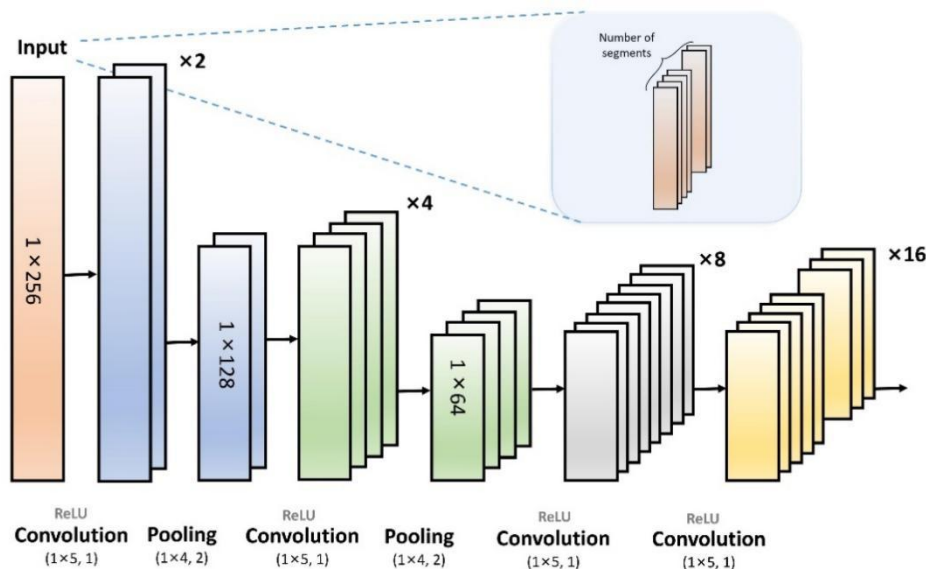 Input
×2
Number of
segments
×4
×8
×16
1×256
1×128
1×64
ReLU
Convolution
(1×5, 1)
Pooling
(1×4, 2)
ReLU
Convolution
(1×5, 1)
Pooling
(1×4, 2)
ReLU
Convolution
(1×5, 1)
ReLU
Convolution
(1×5, 1)